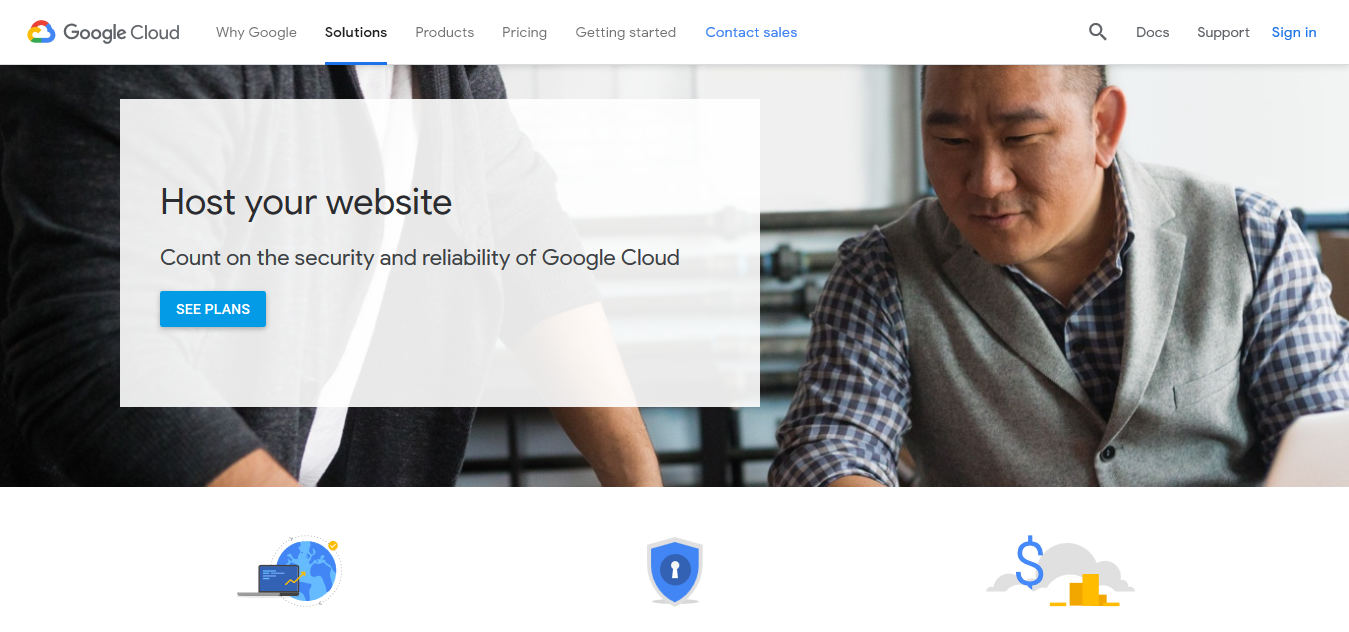 Google Cloud
Why Google
Solutions
Products
Pricing
Getting started
Contact sales
Docs
Support
Sign in
Host your website
Count on the security and reliability of Google Cloud
SEE PLANS
$